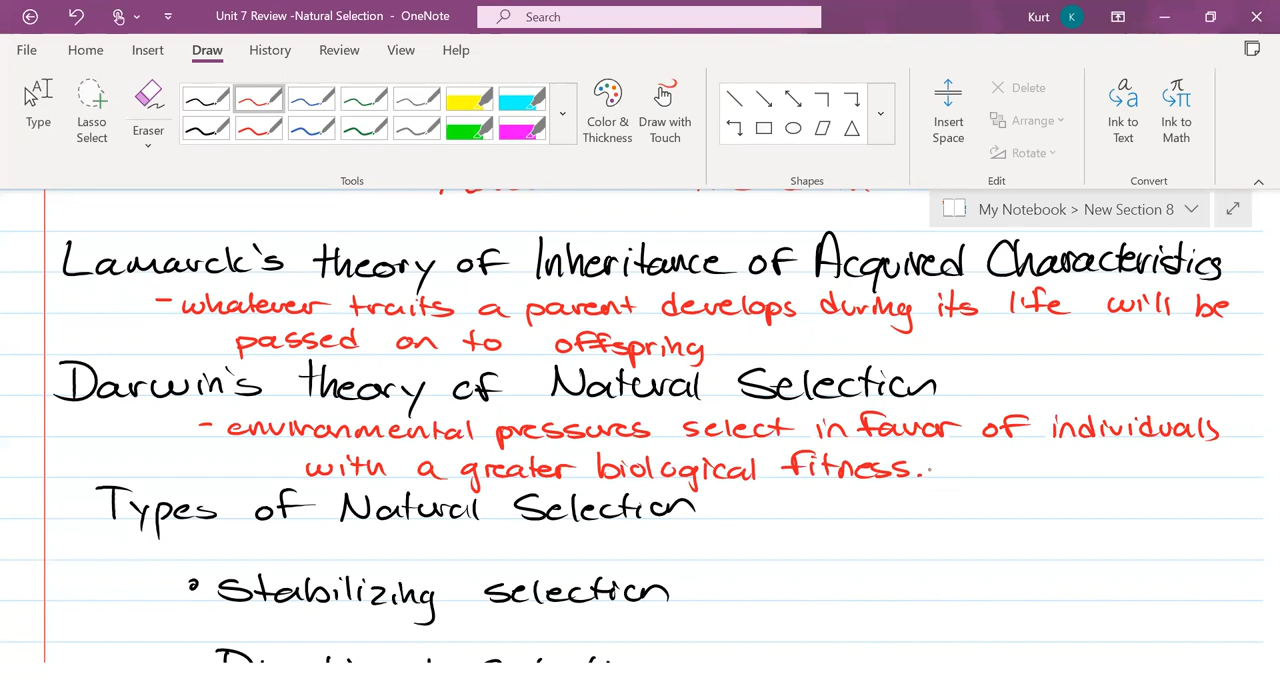 Unit 7 Review -Natural Selection - OneNote
Search
Kurt K
File Home Insert Draw History Review View Help
Type
Lasso Select
Eraser
Color & Thickness
Draw with Touch
Insert Space
Delete
Arrange
Rotate
Ink to Text
Ink to Math
Tools
Shapes
Edit
Convert
My Notebook > New Section 8
Lamarck's theory of Inheritance of Acquired Characteristics
- whatever traits a parent develops during its life will be
passed on to offspring
Darwin's theory of Natural Selection
- environmental pressures select in favor of individuals
with a greater biological fitness.
Types of Natural Selection
• Stabilizing selection